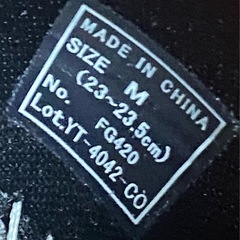 MADE IN CHINA
SIZE M
(23~23.5cm)
No. FG420
Lot.YT-4042-CO